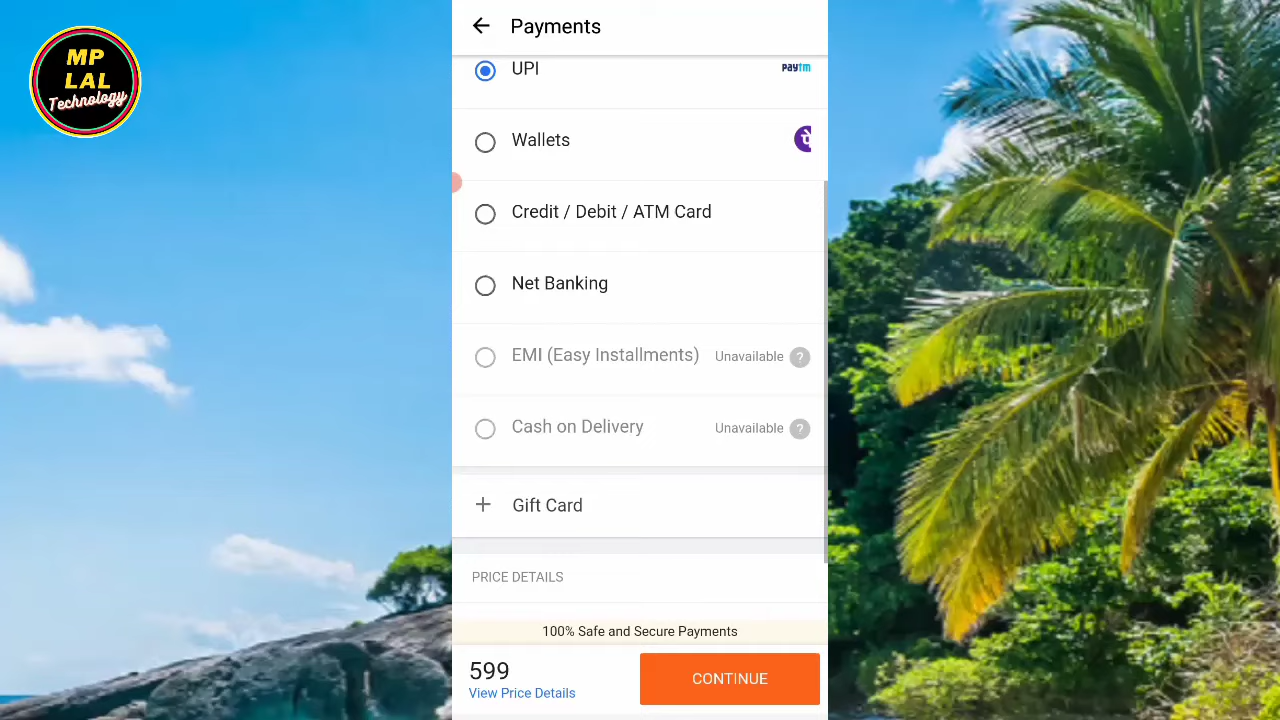 MP
LAL
Technology
Payments
UPI
paytm
Wallets
Credit / Debit / ATM Card
Net Banking
EMI (Easy Installments) Unavailable ?
Cash on Delivery Unavailable ?
+ Gift Card
PRICE DETAILS
100% Safe and Secure Payments
599
View Price Details
CONTINUE